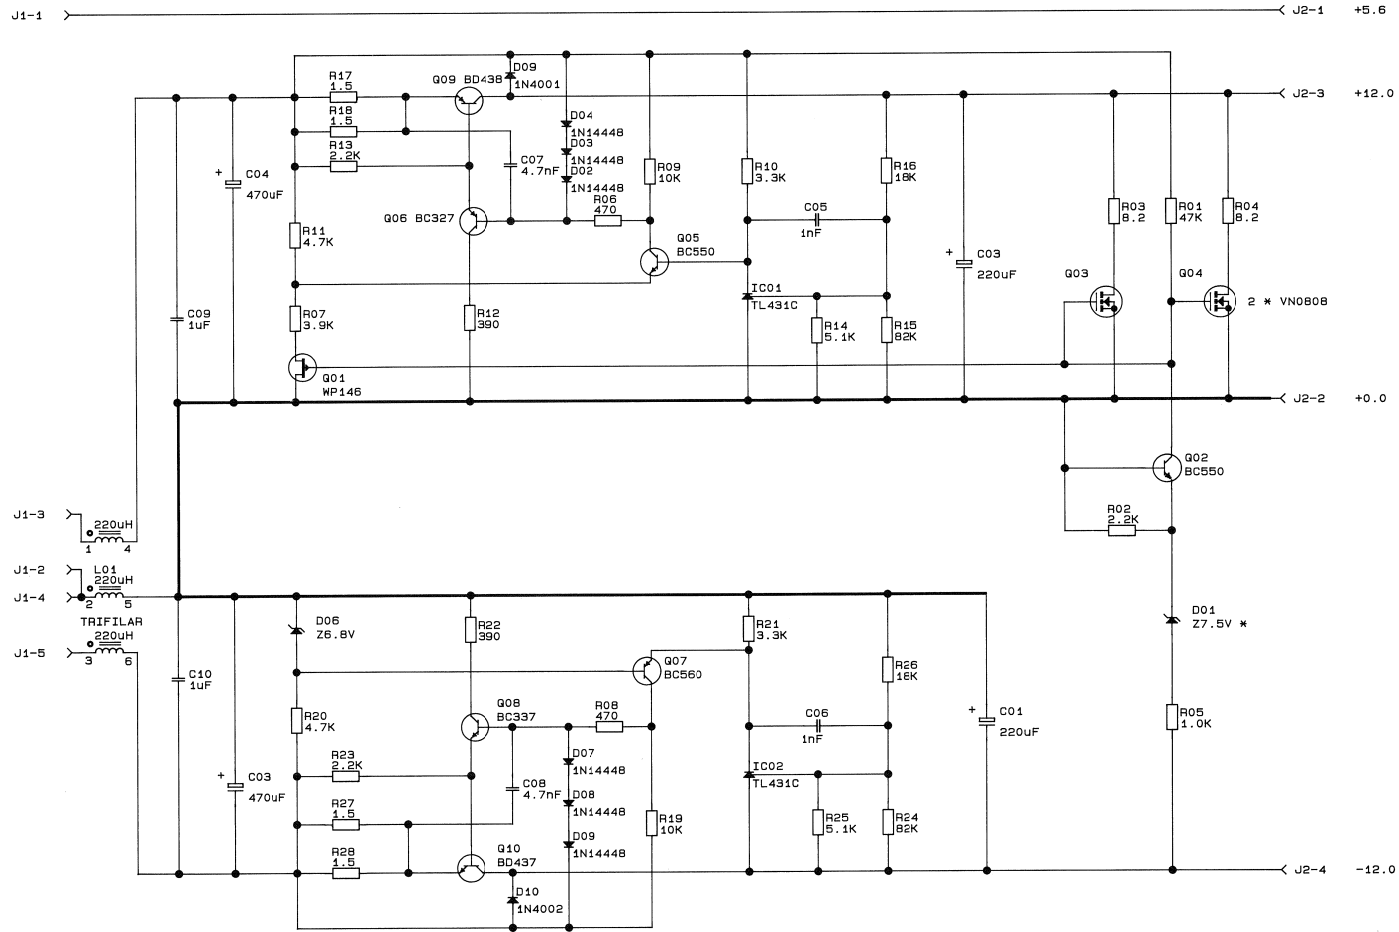 J1-1
J2-1 +5.6
D09
1N4001
R17
1.5
Q09 BD438
J2-3 +12.0
R18
1.5
D04
1N14448
R13
2.2K
D03
1N14448
C07
4.7nF
D02
1N14448
R09
10K
R10
3.3K
R16
18K
C04
+
470uF
Q06 BC327
R06
470
C05
1nF
R03
8.2
R01
47K
R04
8.2
R11
4.7K
Q05
BC550
+
C03
220uF
Q03
Q04
IC01
TL431C
2 * VN0808
C09
1uF
R07
3.9K
R12
390
R14
5.1K
R15
82K
Q01
WP146
J2-2 +0.0
Q02
BC550
J1-3
220uH
1 4
R02
2.2K
J1-2
L01
220uH
J1-4
2 5
TRIFILAR
220uH
J1-5
3 6
D06
Z6.8V
R22
390
R21
3.3K
D01
Z7.5V *
C10
1uF
Q07
BC560
R26
18K
R20
4.7K
Q08
BC337
R08
470
C06
1nF
+
C01
220uF
R05
1.0K
R23
2.2K
D07
1N14448
IC02
TL431C
+
C03
470uF
C08
4.7nF
D08
1N14448
R27
1.5
R19
10K
R25
5.1K
R24
82K
D09
1N14448
R28
1.5
Q10
BD437
J2-4 -12.0
D10
1N4002